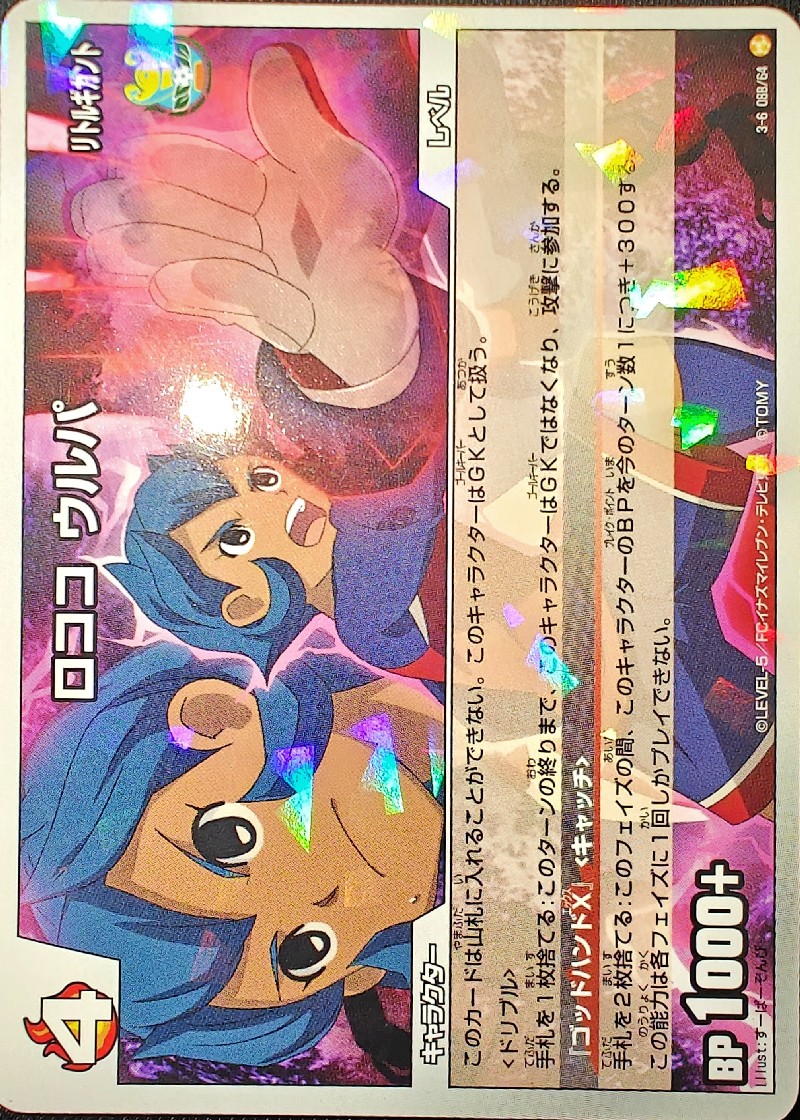 4
ロココ ウルパ
リトルギガント
キャラクター
レベル
このカードは山札に入れることができない。このキャラクターはGKとして扱う。
<ドリブル>
手札を1枚捨てる:このターンの終りまで、このキャラクターはGKではなくなり、攻撃に参加する。
「ゴッドハンドX」<キャッチ>
手札を2枚捨てる:このフェイズの間、このキャラクターのBPを今のターン数1につき+300する。
この能力は各フェイズに1回しかプレイできない。
BP 1000+
Illust:すーぱーぞんび
©LEVEL-5/FCイナズマイレブン・テレビ東京 ©TOMY
3-6 088/64